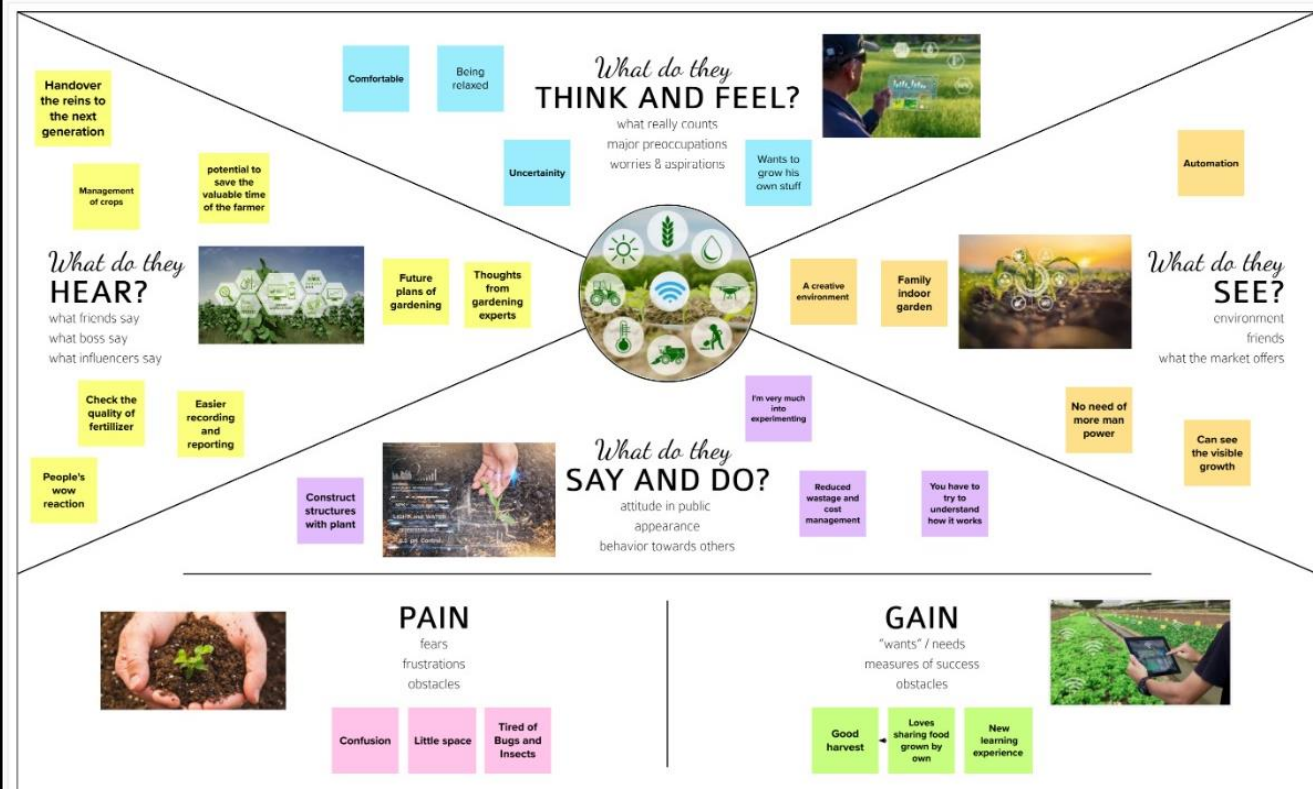 What do they
THINK AND FEEL?
what really counts
major preoccupations
worries & aspirations
Comfortable
Being
relaxed
Uncertainity
Wants to
grow his
own stuff
Handover
the reins to
the next
generation
Management
of crops
potential to
save the
valuable time
of the farmer
What do they
HEAR?
what friends say
what boss say
what influencers say
Future
plans of
gardening
Thoughts
from
gardening
experts
Check the
quality of
fertillizer
Easier
recording
and
reporting
People's
wow
reaction
Automation
A creative
environment
Family
indoor
garden
What do they
SEE?
environment
friends
what the market offers
No need of
more man
power
Can see
the visible
growth
I'm very much
into
experimenting
What do they
SAY AND DO?
attitude in public
appearance
behavior towards others
Construct
structures
with plant
Reduced
wastage and
cost
management
You have to
try to
understand
how it works
PAIN
fears
frustrations
obstacles
Confusion
Little space
Tired of
Bugs and
Insects
GAIN
"wants" / needs
measures of success
obstacles
Good
harvest
Loves
sharing food
grown by
own
New
learning
experience